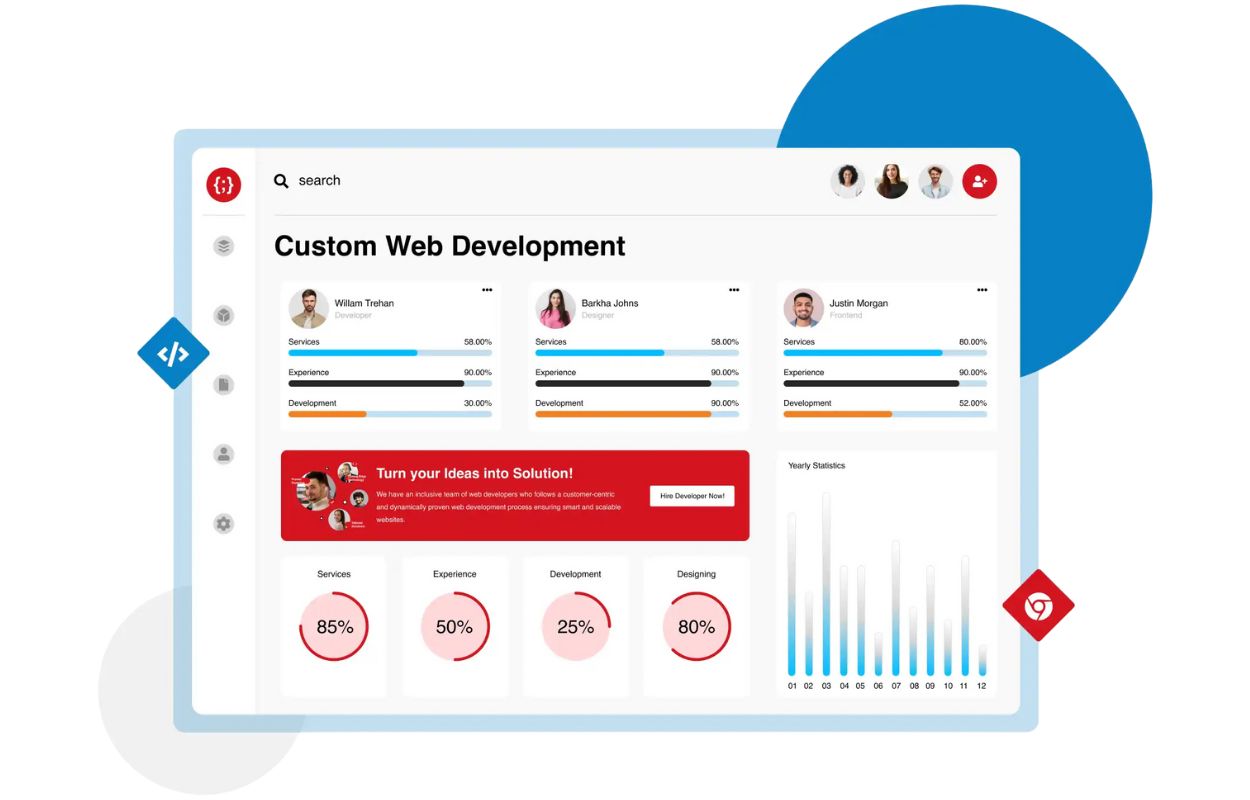 {;}
search
Custom Web Development
Willam Trehan
Developer
Services 58.00%
Experience 90.00%
Development 30.00%
Barkha Johns
Designer
Services 58.00%
Experience 90.00%
Development 90.00%
Justin Morgan
Frontend
Services 80.00%
Experience 90.00%
Development 52.00%
</>
Turn your Ideas into Solution!
We have an inclusive team of web developers who follows a customer-centric
and dynamically proven web development process ensuring smart and scalable
websites.
Hire Developer Now!
Services
85%
Experience
50%
Development
25%
Designing
80%
Yearly Statistics
01 02 03 04 05 06 07 08 09 10 11 12